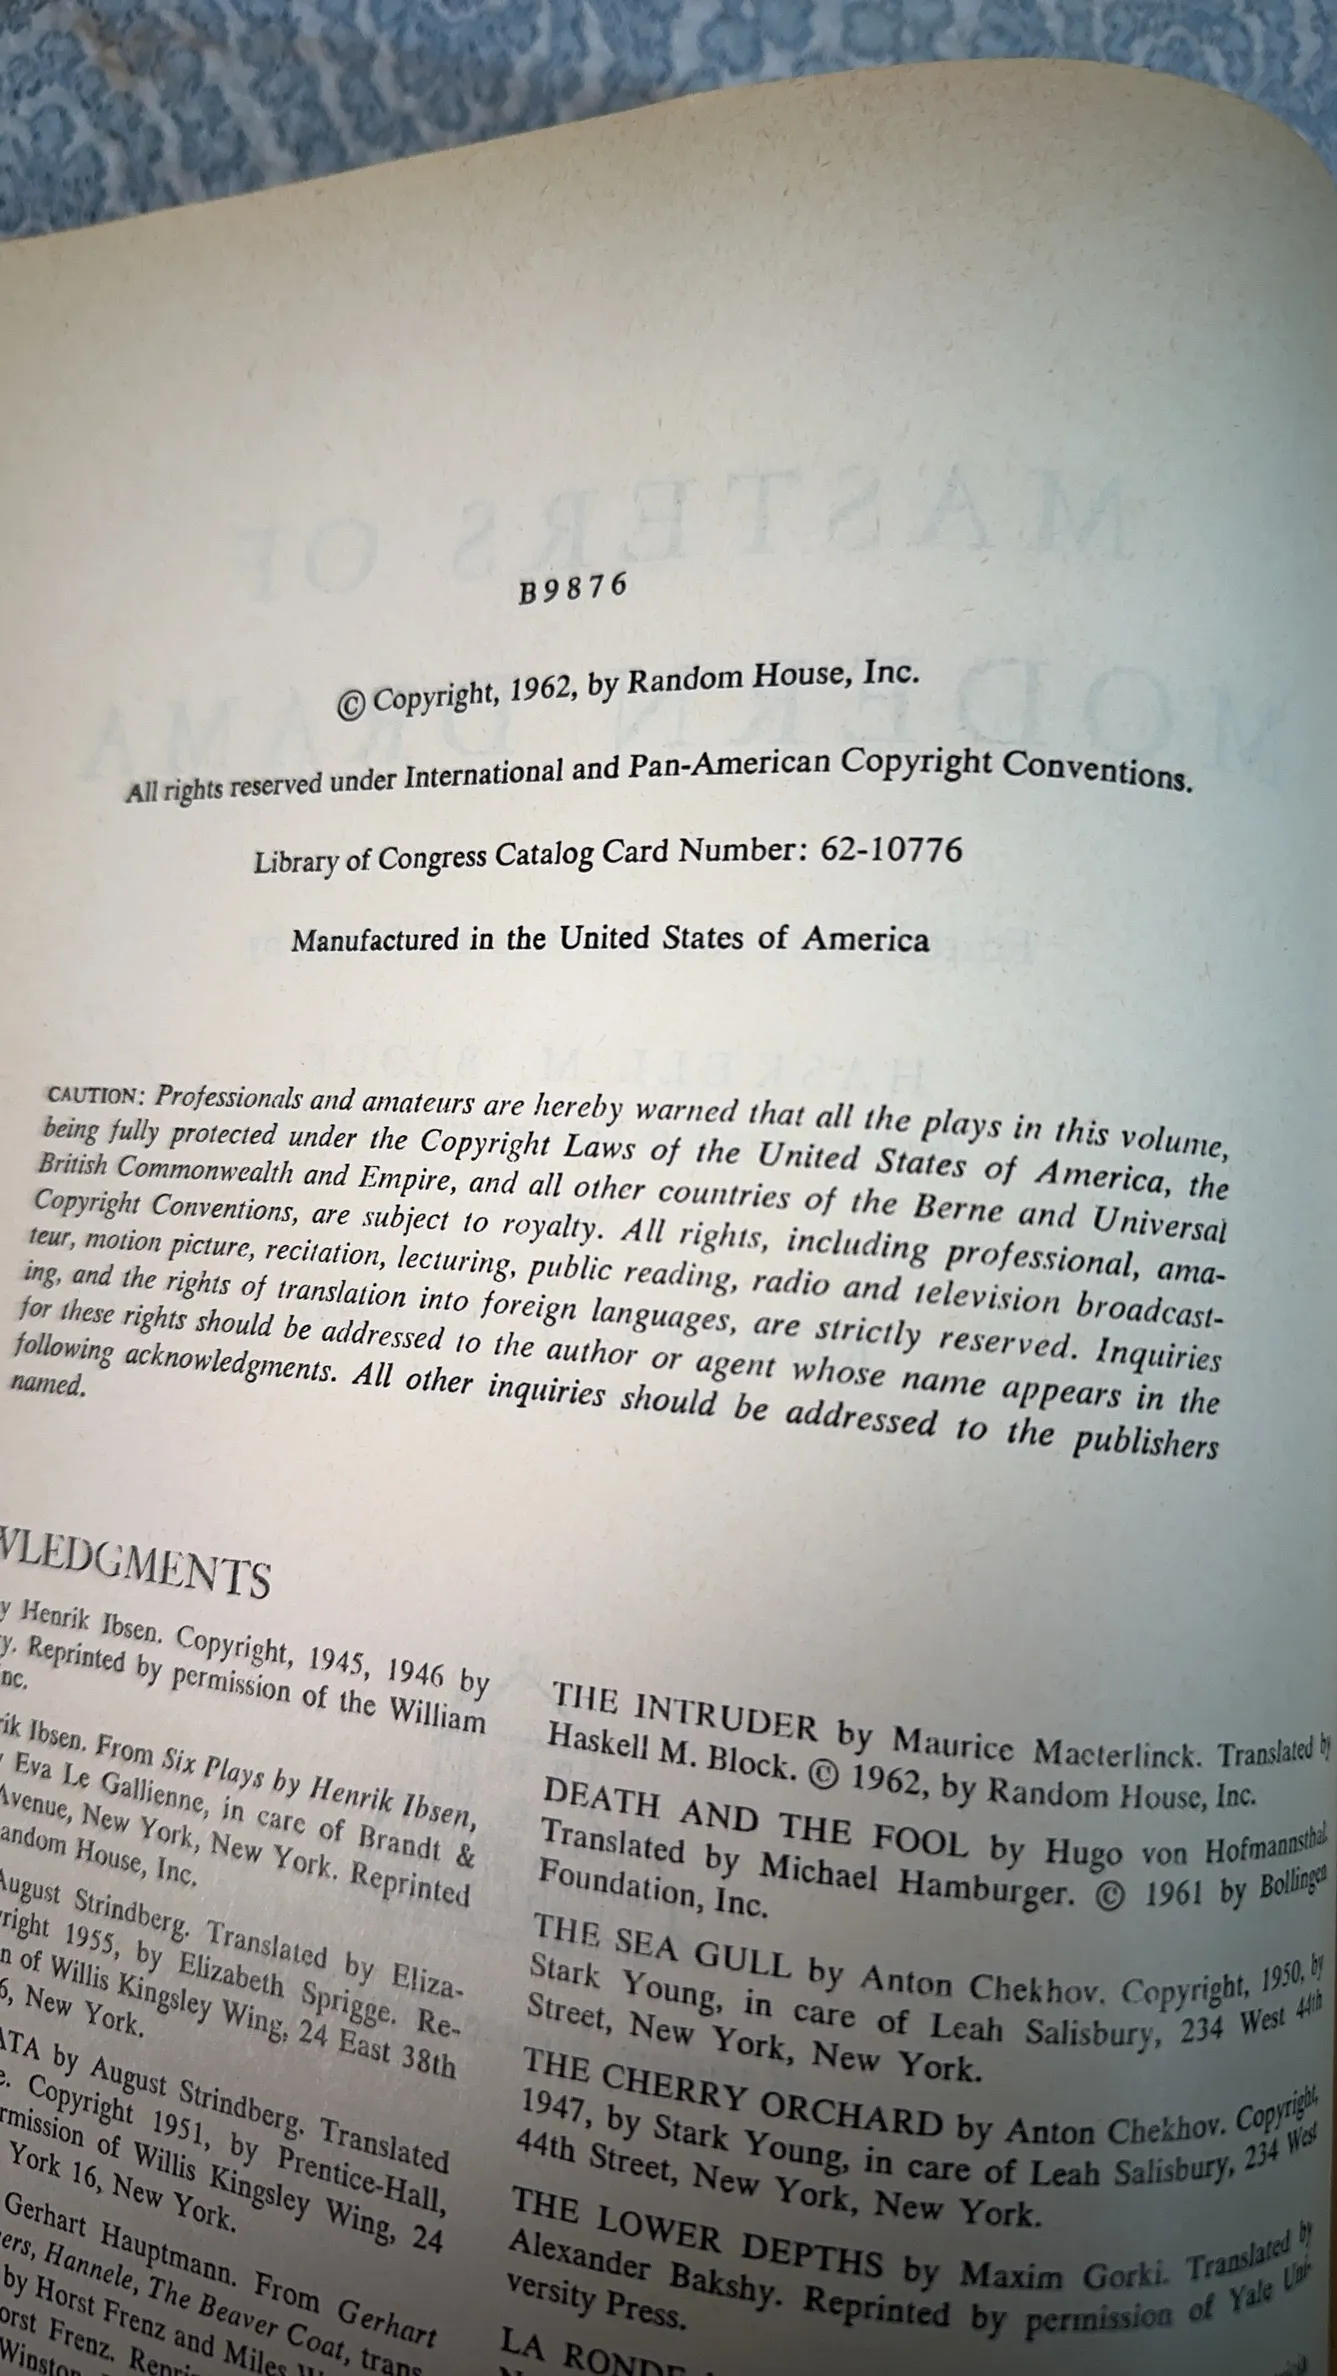 B9876
© Copyright, 1962, by Random House, Inc.
All rights reserved under International and Pan-American Copyright Conventions.
Library of Congress Catalog Card Number: 62-10776
Manufactured in the United States of America
CAUTION: Professionals and amateurs are hereby warned that all the plays in this volume,
being fully protected under the Copyright Laws of the United States of America, the
British Commonwealth and Empire, and all other countries of the Berne and Universal
Copyright Conventions, are subject to royalty. All rights, including professional, ama-
teur, motion picture, recitation, lecturing, public reading, radio and television broadcast-
ing, and the rights of translation into foreign languages, are strictly reserved. Inquiries
for these rights should be addressed to the author or agent whose name appears in the
following acknowledgments. All other inquiries should be addressed to the publishers
named.
WLEDGMENTS
y Henrik Ibsen. Copyright, 1945, 1946 by
y. Reprinted by permission of the William
nc.
rik Ibsen. From Six Plays by Henrik Ibsen,
Eva Le Gallienne, in care of Brandt &
Avenue, New York, New York. Reprinted
andom House, Inc.
August Strindberg. Translated by Eliza-
yright 1955, by Elizabeth Sprigge. Re-
n of Willis Kingsley Wing, 24 East 38th
6, New York.
ATA by August Strindberg. Translated
e. Copyright 1951, by Prentice-Hall,
rmission of Willis Kingsley Wing, 24
York 16, New York.
Gerhart Hauptmann. From Gerhart
ers, Hannele, The Beaver Coat, trans
by Horst Frenz and Miles W
orst Frenz. Repri
Winston
THE INTRUDER by Maurice Maeterlinck. Translated by
Haskell M. Block. © 1962, by Random House, Inc.
DEATH AND THE FOOL by Hugo von Hofmannsthal.
Translated by Michael Hamburger. © 1961 by Bollingen
Foundation, Inc.
THE SEA GULL by Anton Chekhov. Copyright, 1950, by
Stark Young, in care of Leah Salisbury, 234 West 44th
Street, New York, New York.
THE CHERRY ORCHARD by Anton Chekhov. Copyright,
1947, by Stark Young, in care of Leah Salisbury, 234 West
44th Street, New York, New York.
THE LOWER DEPTHS by Maxim Gorki. Translated by
Alexander Bakshy. Reprinted by permission of Yale Uni-
versity Press.
LA RONDE